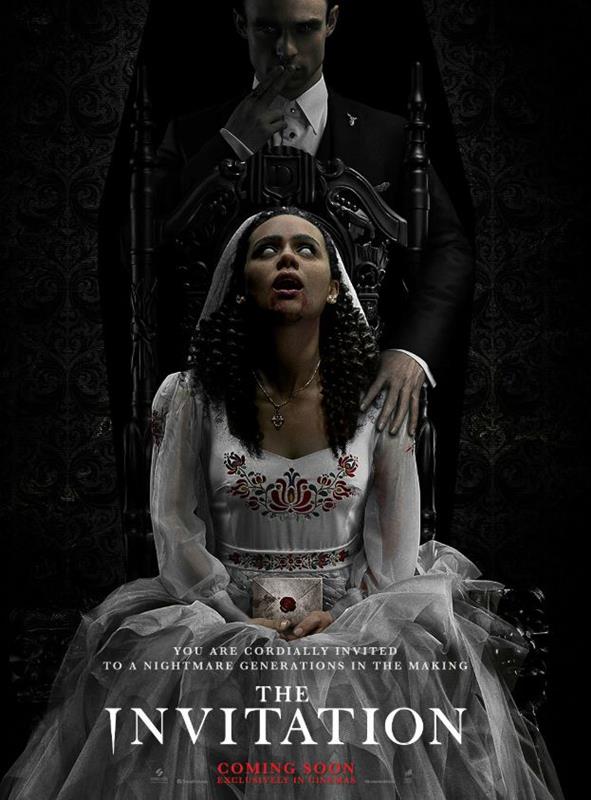 YOU ARE CORDIALLY INVITED
TO A NIGHTMARE GENERATIONS IN THE MAKING
THE
INVITATION
COMING SOON
EXCLUSIVELY IN CINEMAS